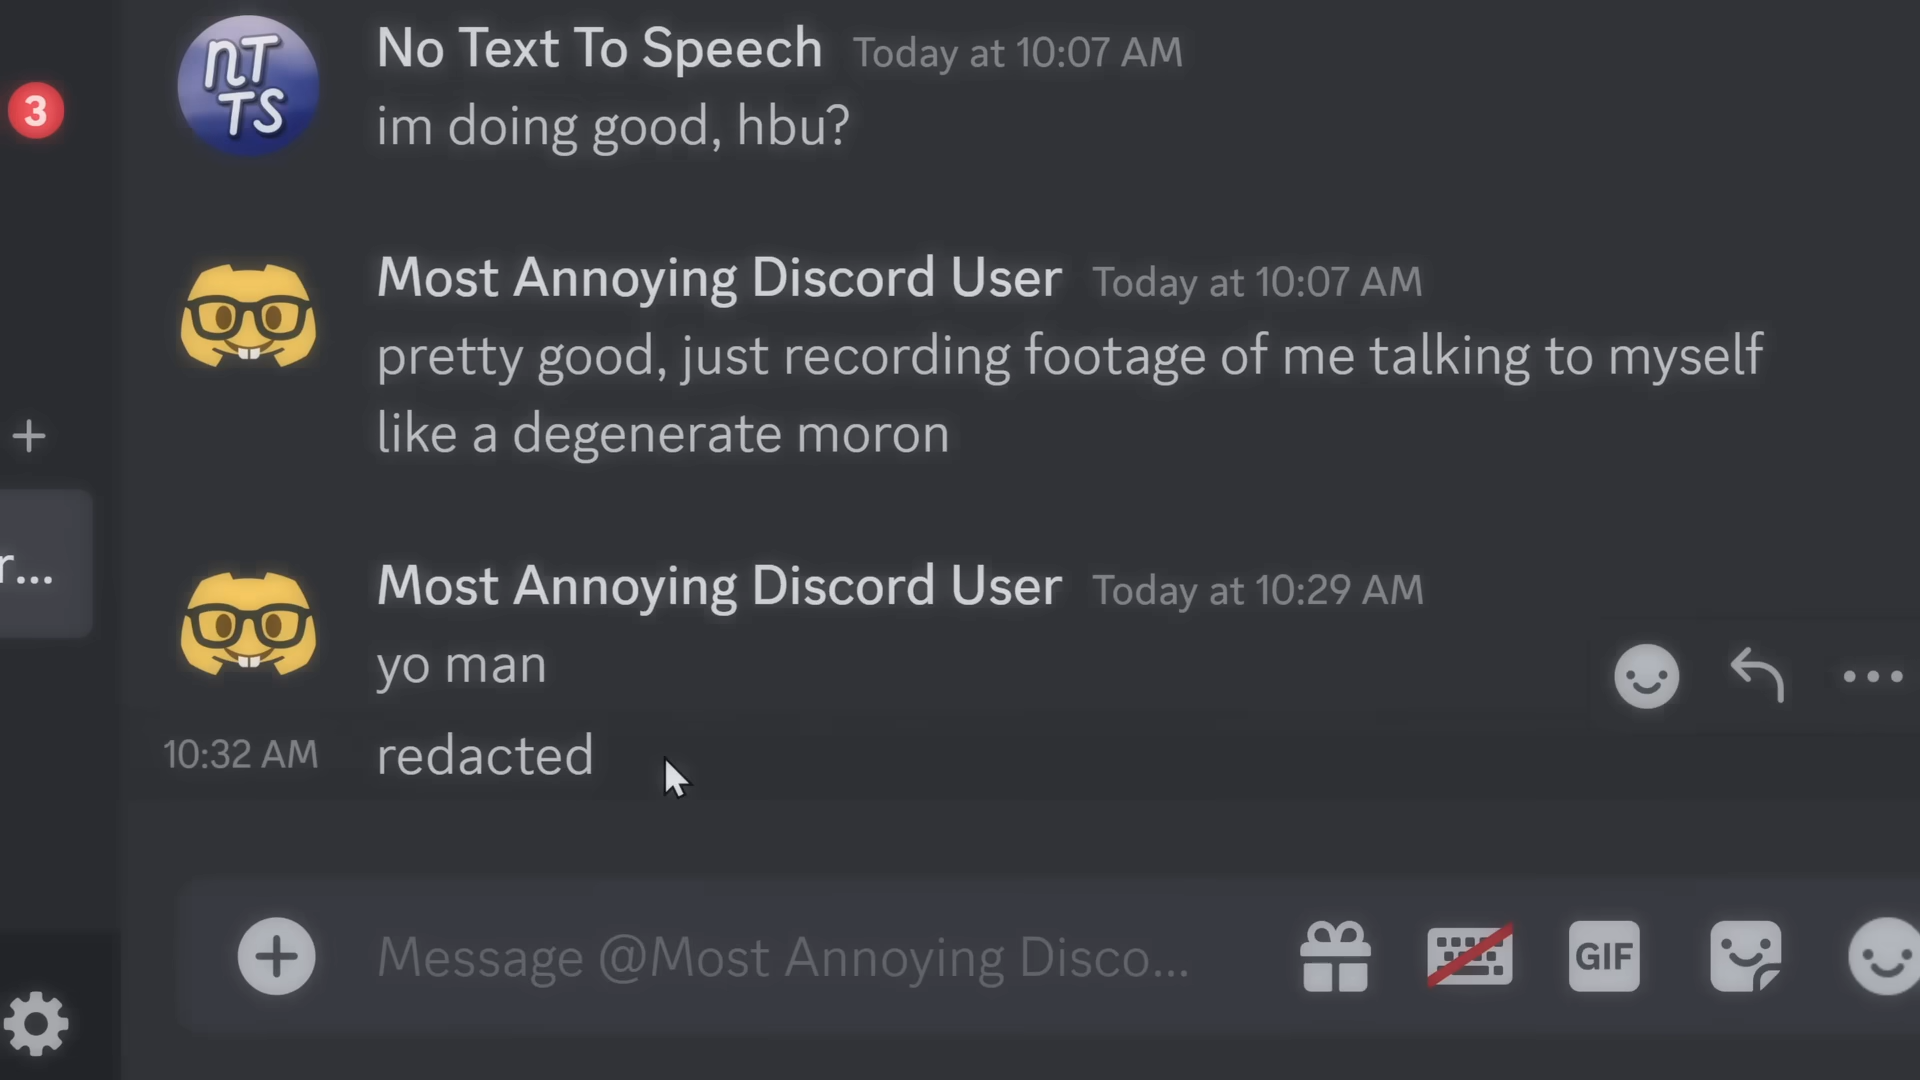 No Text To Speech Today at 10:07 AM
nT
TS
im doing good, hbu?
3
Most Annoying Discord User Today at 10:07 AM
pretty good, just recording footage of me talking to myself
like a degenerate moron
r...
Most Annoying Discord User Today at 10:29 AM
yo man
10:32 AM redacted
Message @Most Annoying Disco...
GIF